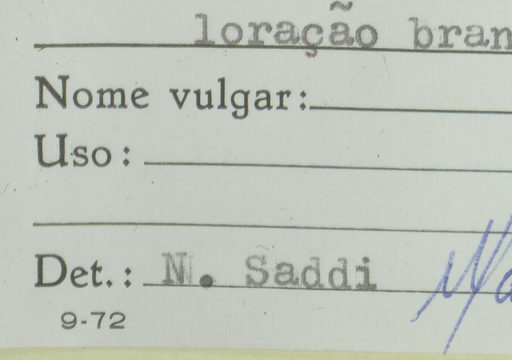 loração bran
Nome vulgar:
Uso:
Det.: N. Saddi
9-72